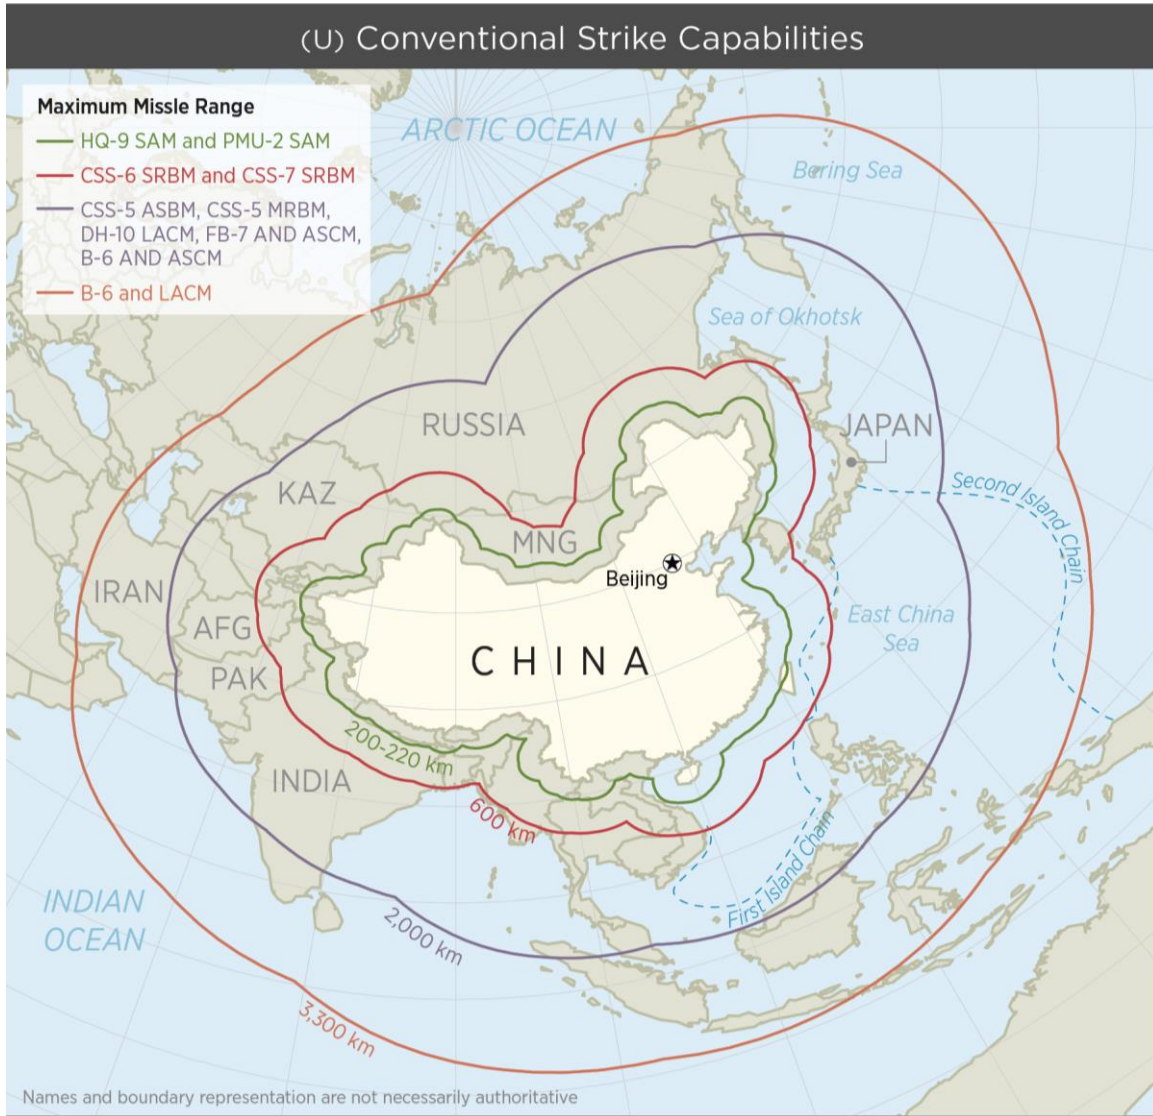 (U) Conventional Strike Capabilities
Maximum Missle Range
HQ-9 SAM and PMU-2 SAM
CSS-6 SRBM and CSS-7 SRBM
CSS-5 ASBM, CSS-5 MRBM,
DH-10 LACM, FB-7 AND ASCM,
B-6 AND ASCM
B-6 and LACM
ARCTIC OCEAN
Bering Sea
Sea of Okhotsk
RUSSIA
JAPAN
KAZ
Second Island Chain
MNG
Beijing
IRAN
AFG
East China
Sea
CHINA
PAK
200-220 km
INDIA
600 km
First Island Chain
INDIAN
OCEAN
2,000 km
3,300 km
Names and boundary representation are not necessarily authoritative